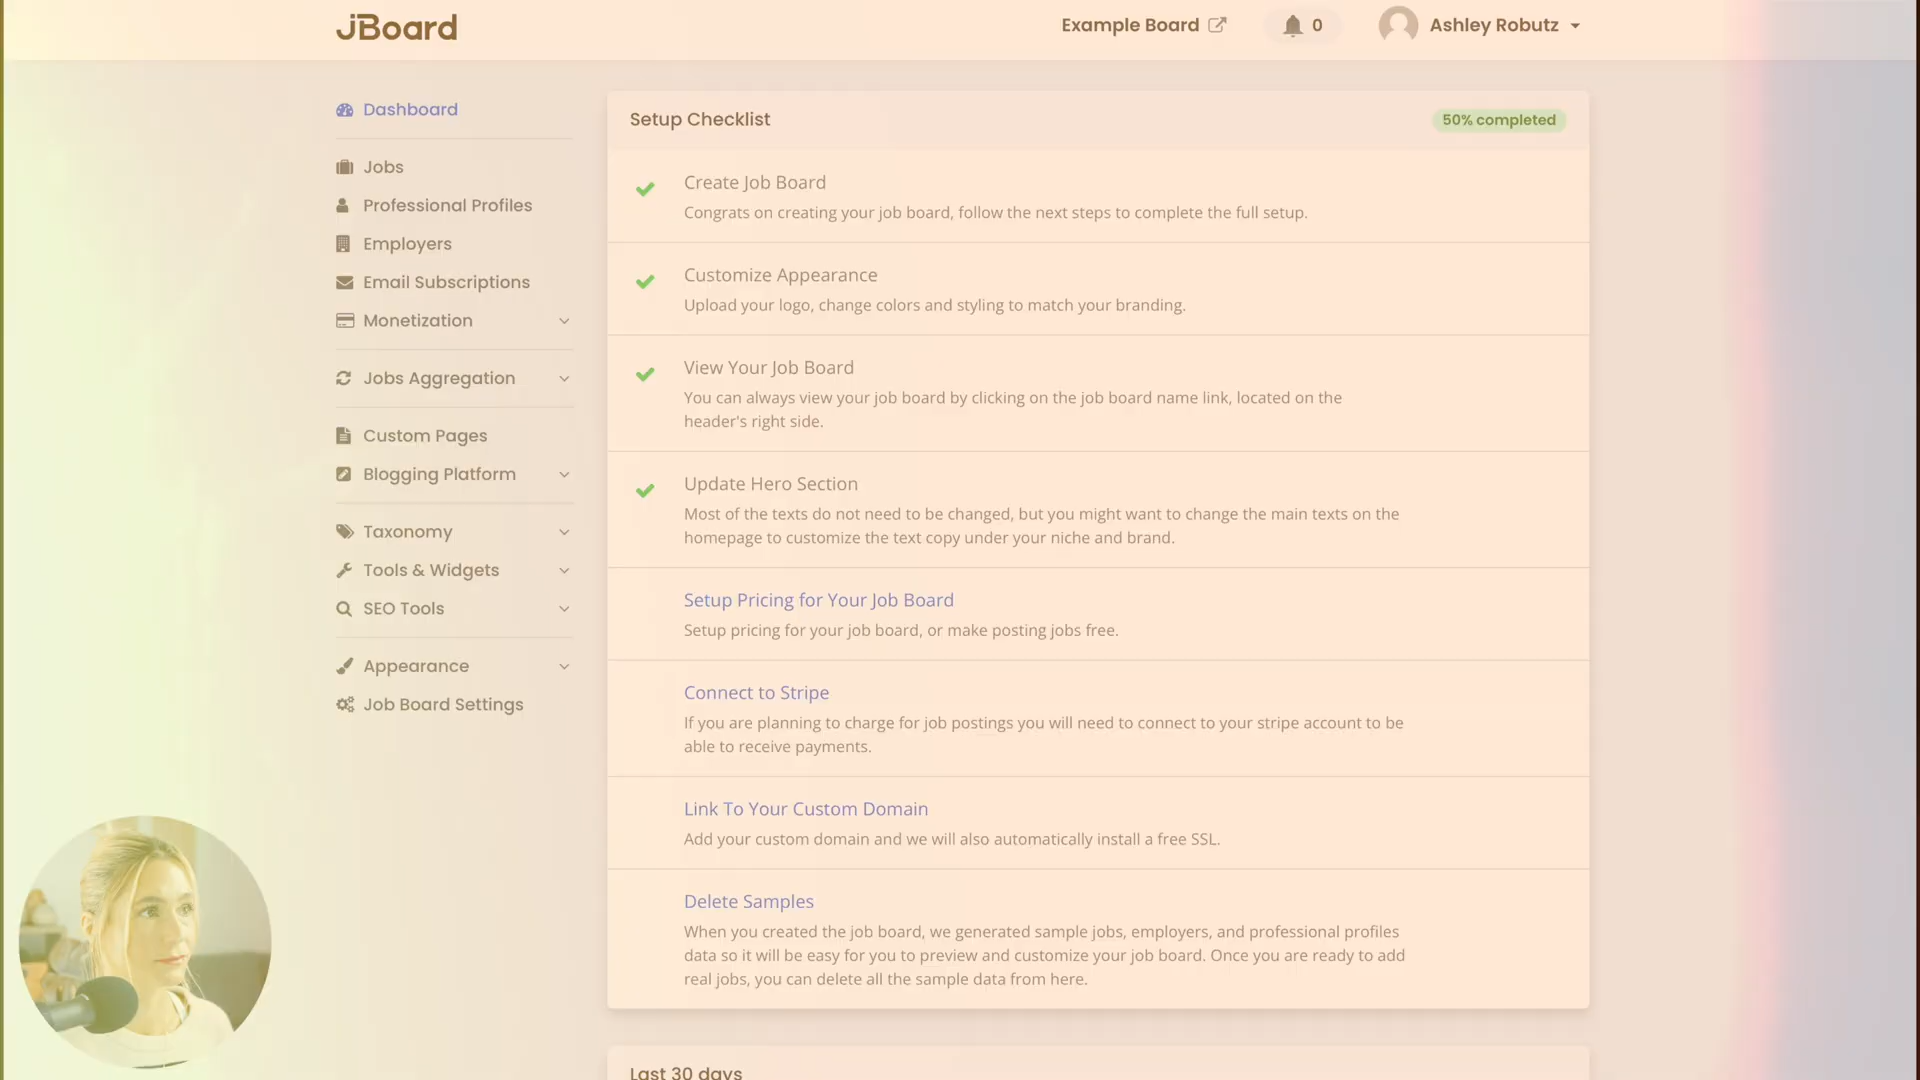 jBoard
Example Board
0
Ashley Robutz
Dashboard
Jobs
Professional Profiles
Employers
Email Subscriptions
Monetization
Jobs Aggregation
Custom Pages
Blogging Platform
Taxonomy
Tools & Widgets
SEO Tools
Appearance
Job Board Settings
Setup Checklist
50% completed
Create Job Board
Congrats on creating your job board, follow the next steps to complete the full setup.
Customize Appearance
Upload your logo, change colors and styling to match your branding.
View Your Job Board
You can always view your job board by clicking on the job board name link, located on the
header's right side.
Update Hero Section
Most of the texts do not need to be changed, but you might want to change the main texts on the
homepage to customize the text copy under your niche and brand.
Setup Pricing for Your Job Board
Setup pricing for your job board, or make posting jobs free.
Connect to Stripe
If you are planning to charge for job postings you will need to connect to your stripe account to be
able to receive payments.
Link To Your Custom Domain
Add your custom domain and we will also automatically install a free SSL.
Delete Samples
When you created the job board, we generated sample jobs, employers, and professional profiles
data so it will be easy for you to preview and customize your job board. Once you are ready to add
real jobs, you can delete all the sample data from here.
Last 30 days